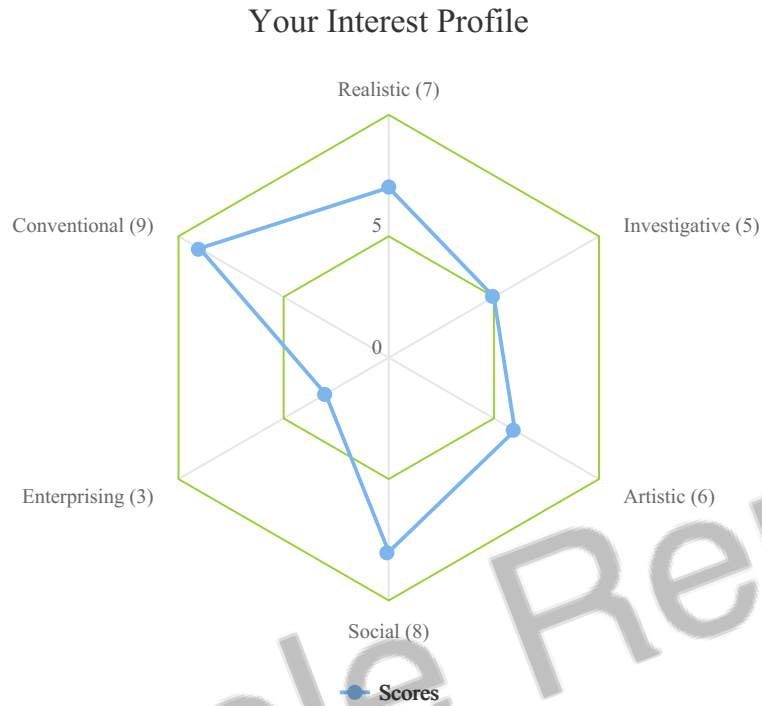 Your Interest Profile
Realistic (7)
Conventional (9)
5
Investigative (5)
0
Enterprising (3)
Artistic (6)
Social (8)
Scores